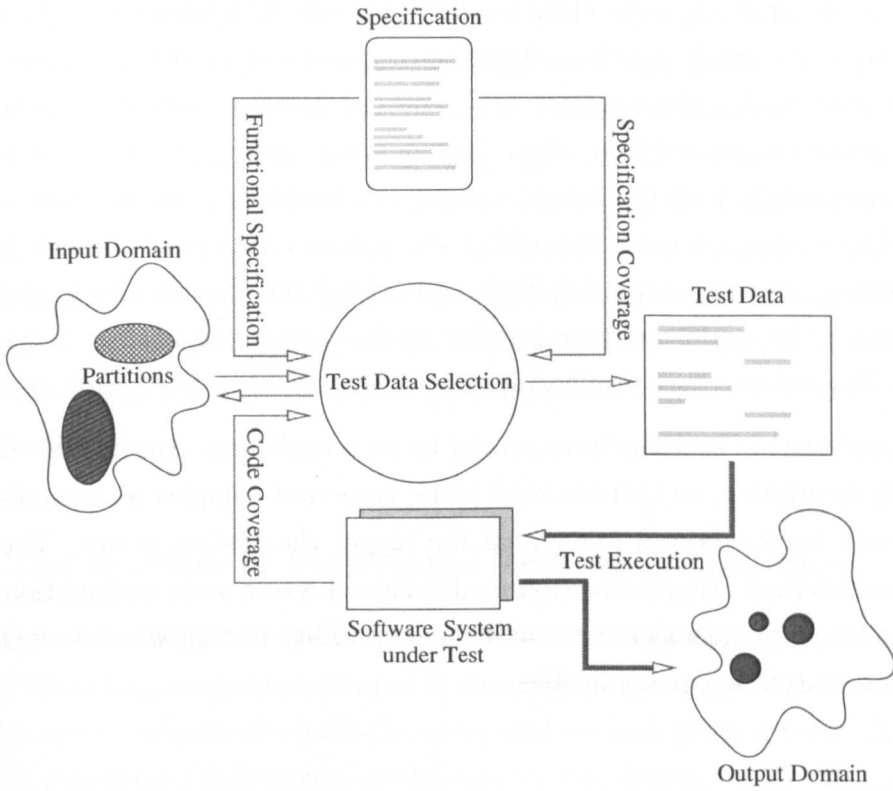 Specification
Functional Specification
Specification Coverage
Input Domain
Test Data
Partitions
Test Data Selection
Code Coverage
Test Execution
Software System
under Test
Output Domain